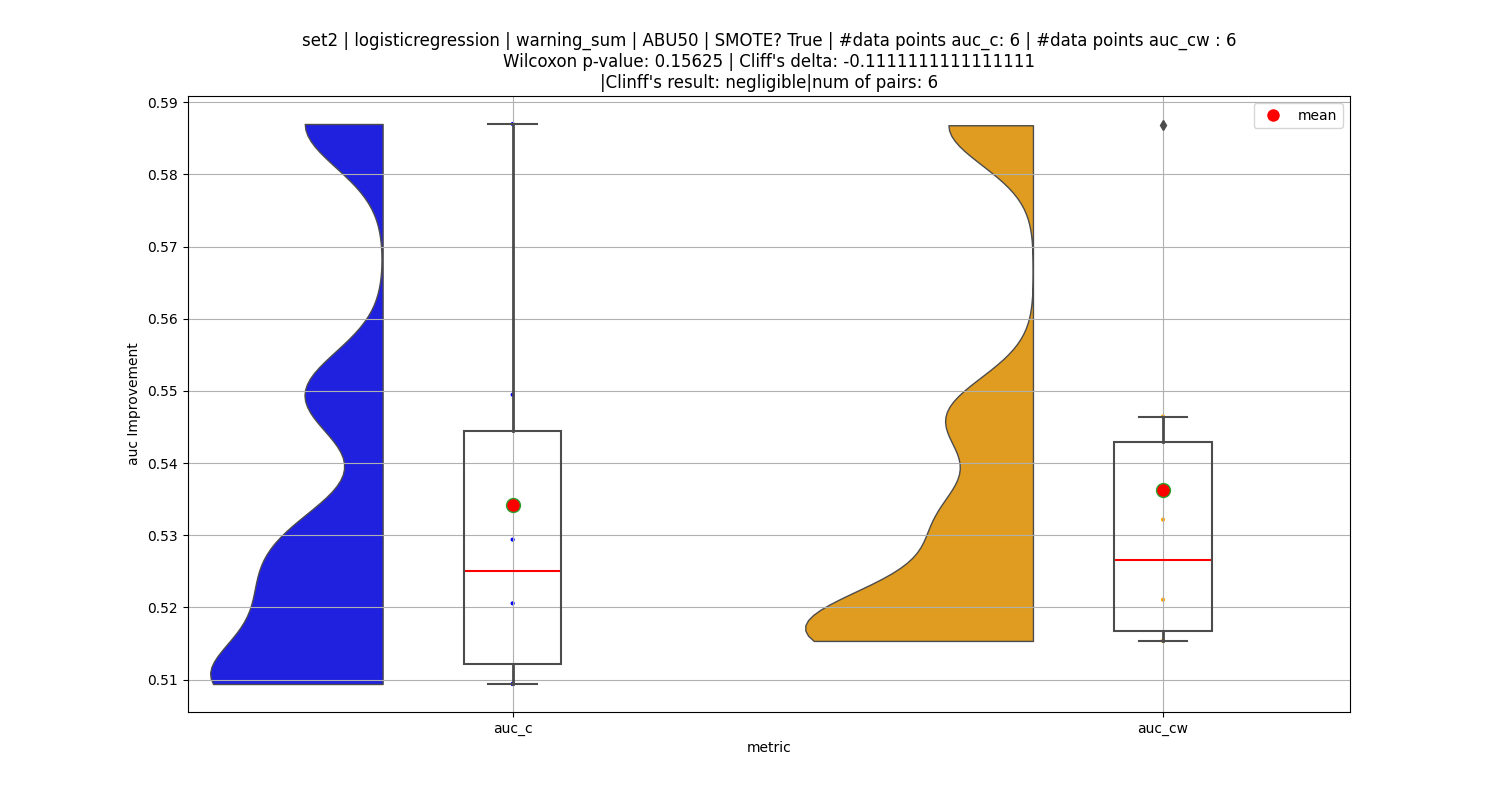 set2 | logisticregression | warning_sum | ABU50 | SMOTE? True | #data points auc_c: 6 | #data points auc_cw : 6
Wilcoxon p-value: 0.15625 | Cliff's delta: -0.1111111111111111
|Clinff's result: negligible|num of pairs: 6
mean
0.59
0.58
0.57
0.56
0.55
0.54
0.53
0.52
0.51
auc Improvement
auc_c
auc_cw
metric